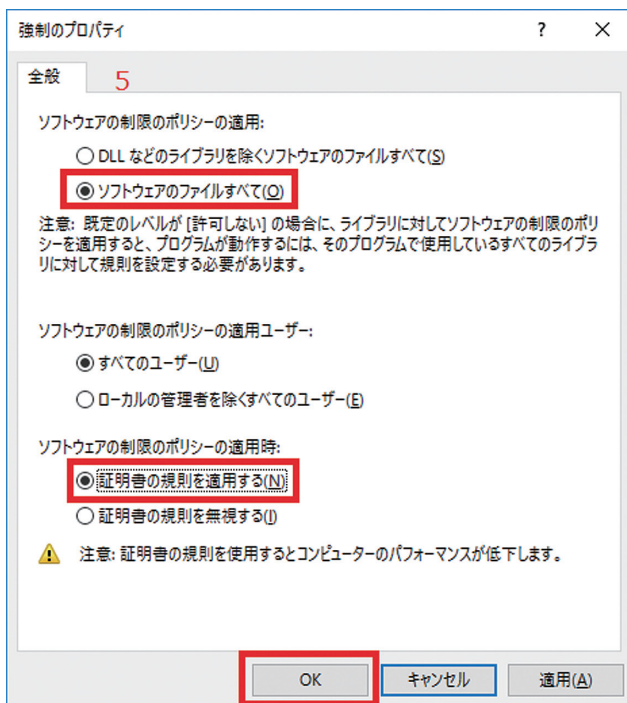 強制のプロパティ ? ×
全般 5
ソフトウェアの制限のポリシーの適用:
DLL などのライブラリを除くソフトウェアのファイルすべて(S)
ソフトウェアのファイルすべて(O)
注意: 既定のレベルが [許可しない] の場合に、ライブラリに対してソフトウェアの制限のポリ
シーを適用すると、プログラムが動作するには、そのプログラムで使用しているすべてのライブラ
リに対して規則を設定する必要があります。
ソフトウェアの制限のポリシーの適用ユーザー:
すべてのユーザー(U)
ローカルの管理者を除くすべてのユーザー(E)
ソフトウェアの制限のポリシーの適用時:
証明書の規則を適用する(N)
証明書の規則を無視する(I)
注意: 証明書の規則を使用するとコンピューターのパフォーマンスが低下します。
OK キャンセル 適用(A)